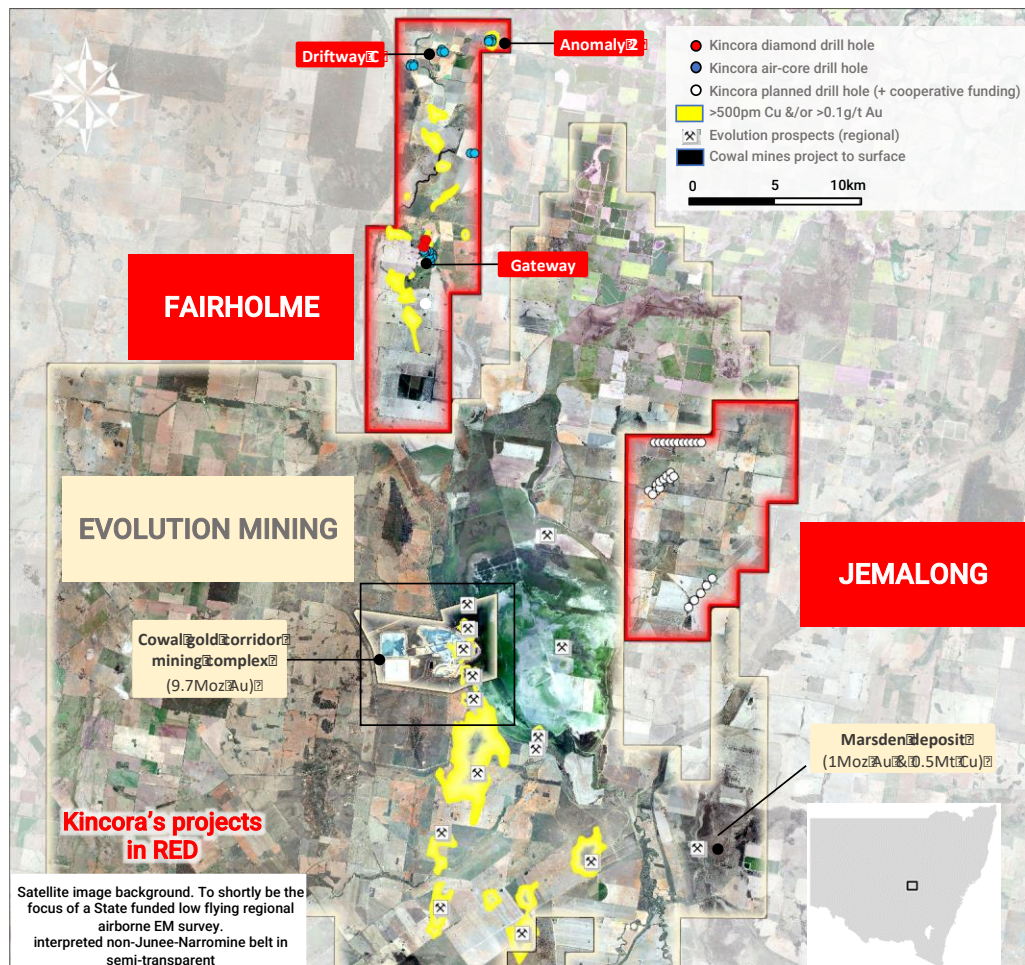 Driftway C
Anomaly 2
Kincora diamond drill hole
Kincora air-core drill hole
Kincora planned drill hole (+ cooperative funding)
>500pm Cu &/or >0.1g/t Au
Evolution prospects (regional)
Cowal mines project to surface
0 5 10km
Gateway
FAIRHOLME
EVOLUTION MINING
JEMALONG
Cowal gold corridor
mining complex
(9.7Moz Au)
Marsden deposit
(1Moz Au & 0.5Mt Cu)
Kincora's projects
in RED
Satellite image background. To shortly be the
focus of a State funded low flying regional
airborne EM survey.
interpreted non-Junee-Narromine belt in
semi-transparent